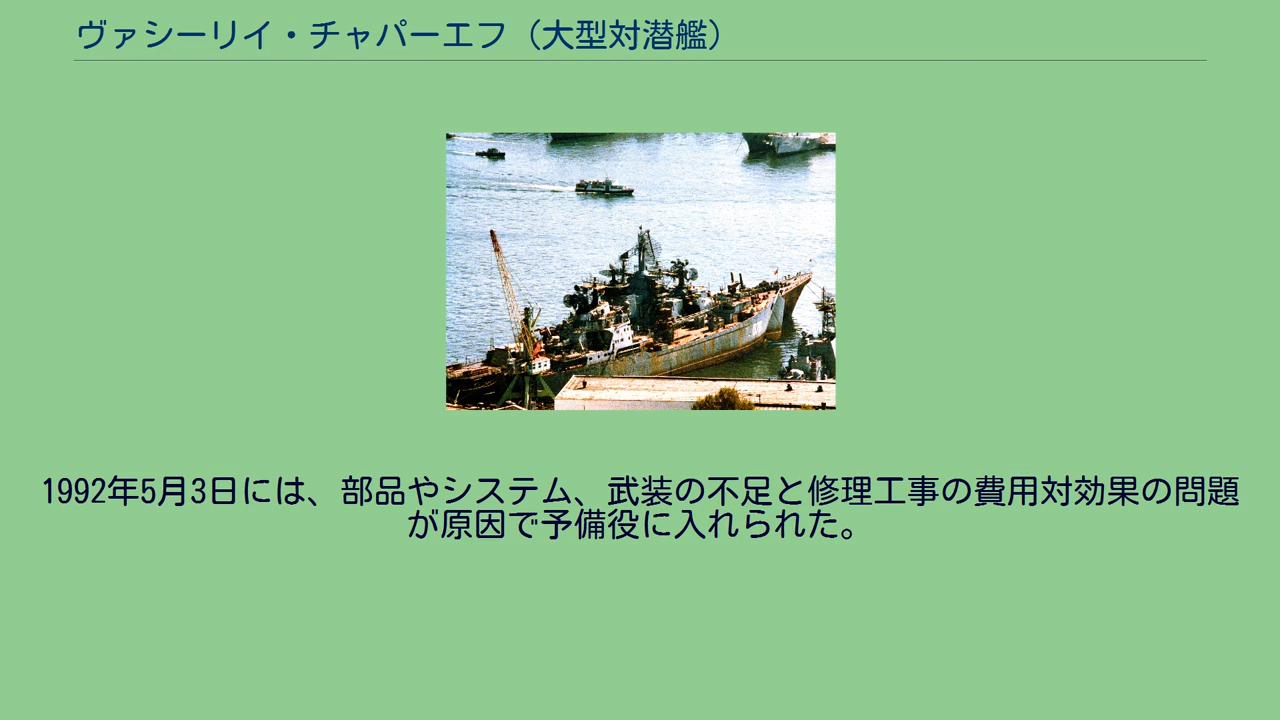 ヴァシーリイ・チャパーエフ（大型対潜艦）
1992年5月3日には、部品やシステム、武装の不足と修理工事の費用対効果の問題
が原因で予備役に入れられた。